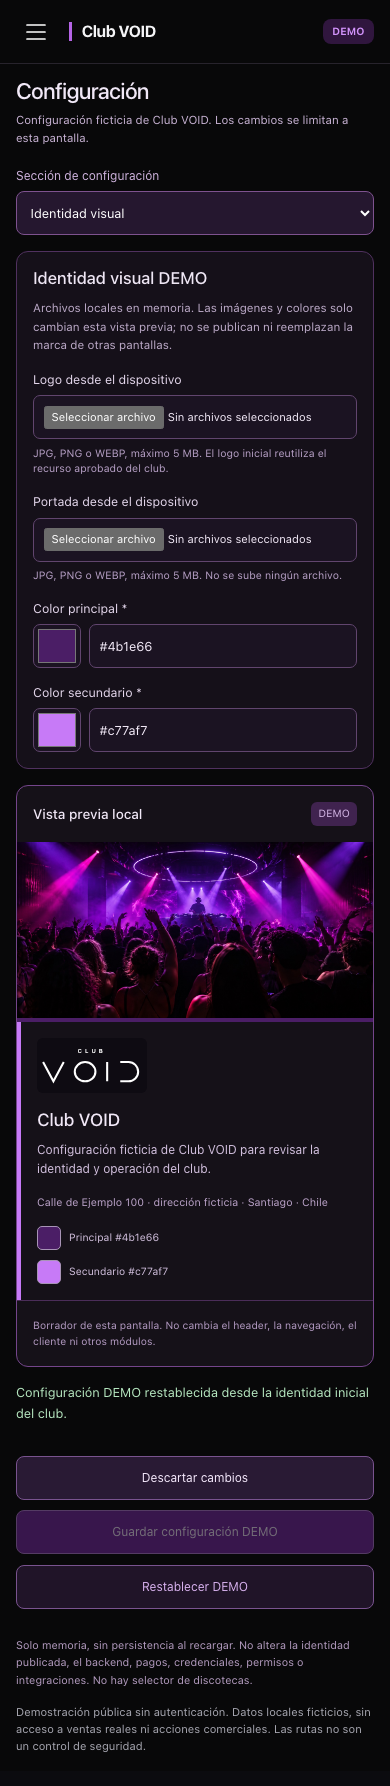 Club VOID
DEMO
Configuración
Configuración ficticia de Club VOID. Los cambios se limitan a
esta pantalla.
Sección de configuración
Identidad visual
Identidad visual DEMO
Archivos locales en memoria. Las imágenes y colores solo
cambian esta vista previa; no se publican ni reemplazan la
marca de otras pantallas.
Logo desde el dispositivo
Seleccionar archivo Sin archivos seleccionados
JPG, PNG o WEBP, máximo 5 MB. El logo inicial reutiliza el
recurso aprobado del club.
Portada desde el dispositivo
Seleccionar archivo Sin archivos seleccionados
JPG, PNG o WEBP, máximo 5 MB. No se sube ningún archivo.
Color principal *
#4b1e66
Color secundario *
#c77af7
Vista previa local
DEMO
CLUB
VOID
Club VOID
Configuración ficticia de Club VOID para revisar la
identidad y operación del club.
Calle de Ejemplo 100 · dirección ficticia · Santiago · Chile
Principal #4b1e66
Secundario #c77af7
Borrador de esta pantalla. No cambia el header, la navegación, el
cliente ni otros módulos.
Configuración DEMO restablecida desde la identidad inicial
del club.
Descartar cambios
Guardar configuración DEMO
Restablecer DEMO
Solo memoria, sin persistencia al recargar. No altera la identidad
publicada, el backend, pagos, credenciales, permisos o
integraciones. No hay selector de discotecas.
Demostración pública sin autenticación. Datos locales ficticios, sin
acceso a ventas reales ni acciones comerciales. Las rutas no son
un control de seguridad.